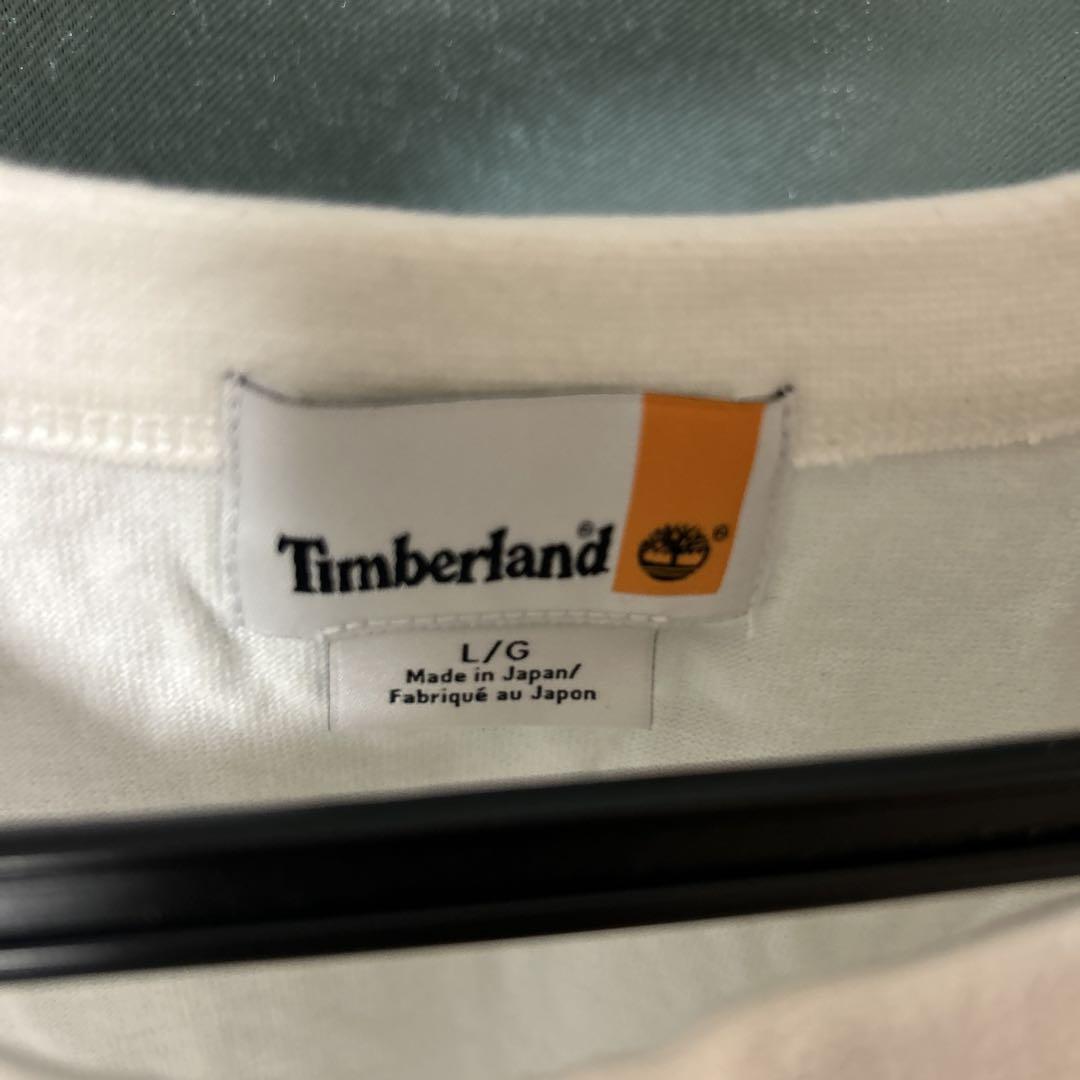 Timberland®
®
L/G
Made in Japan/
Fabriqué au Japon